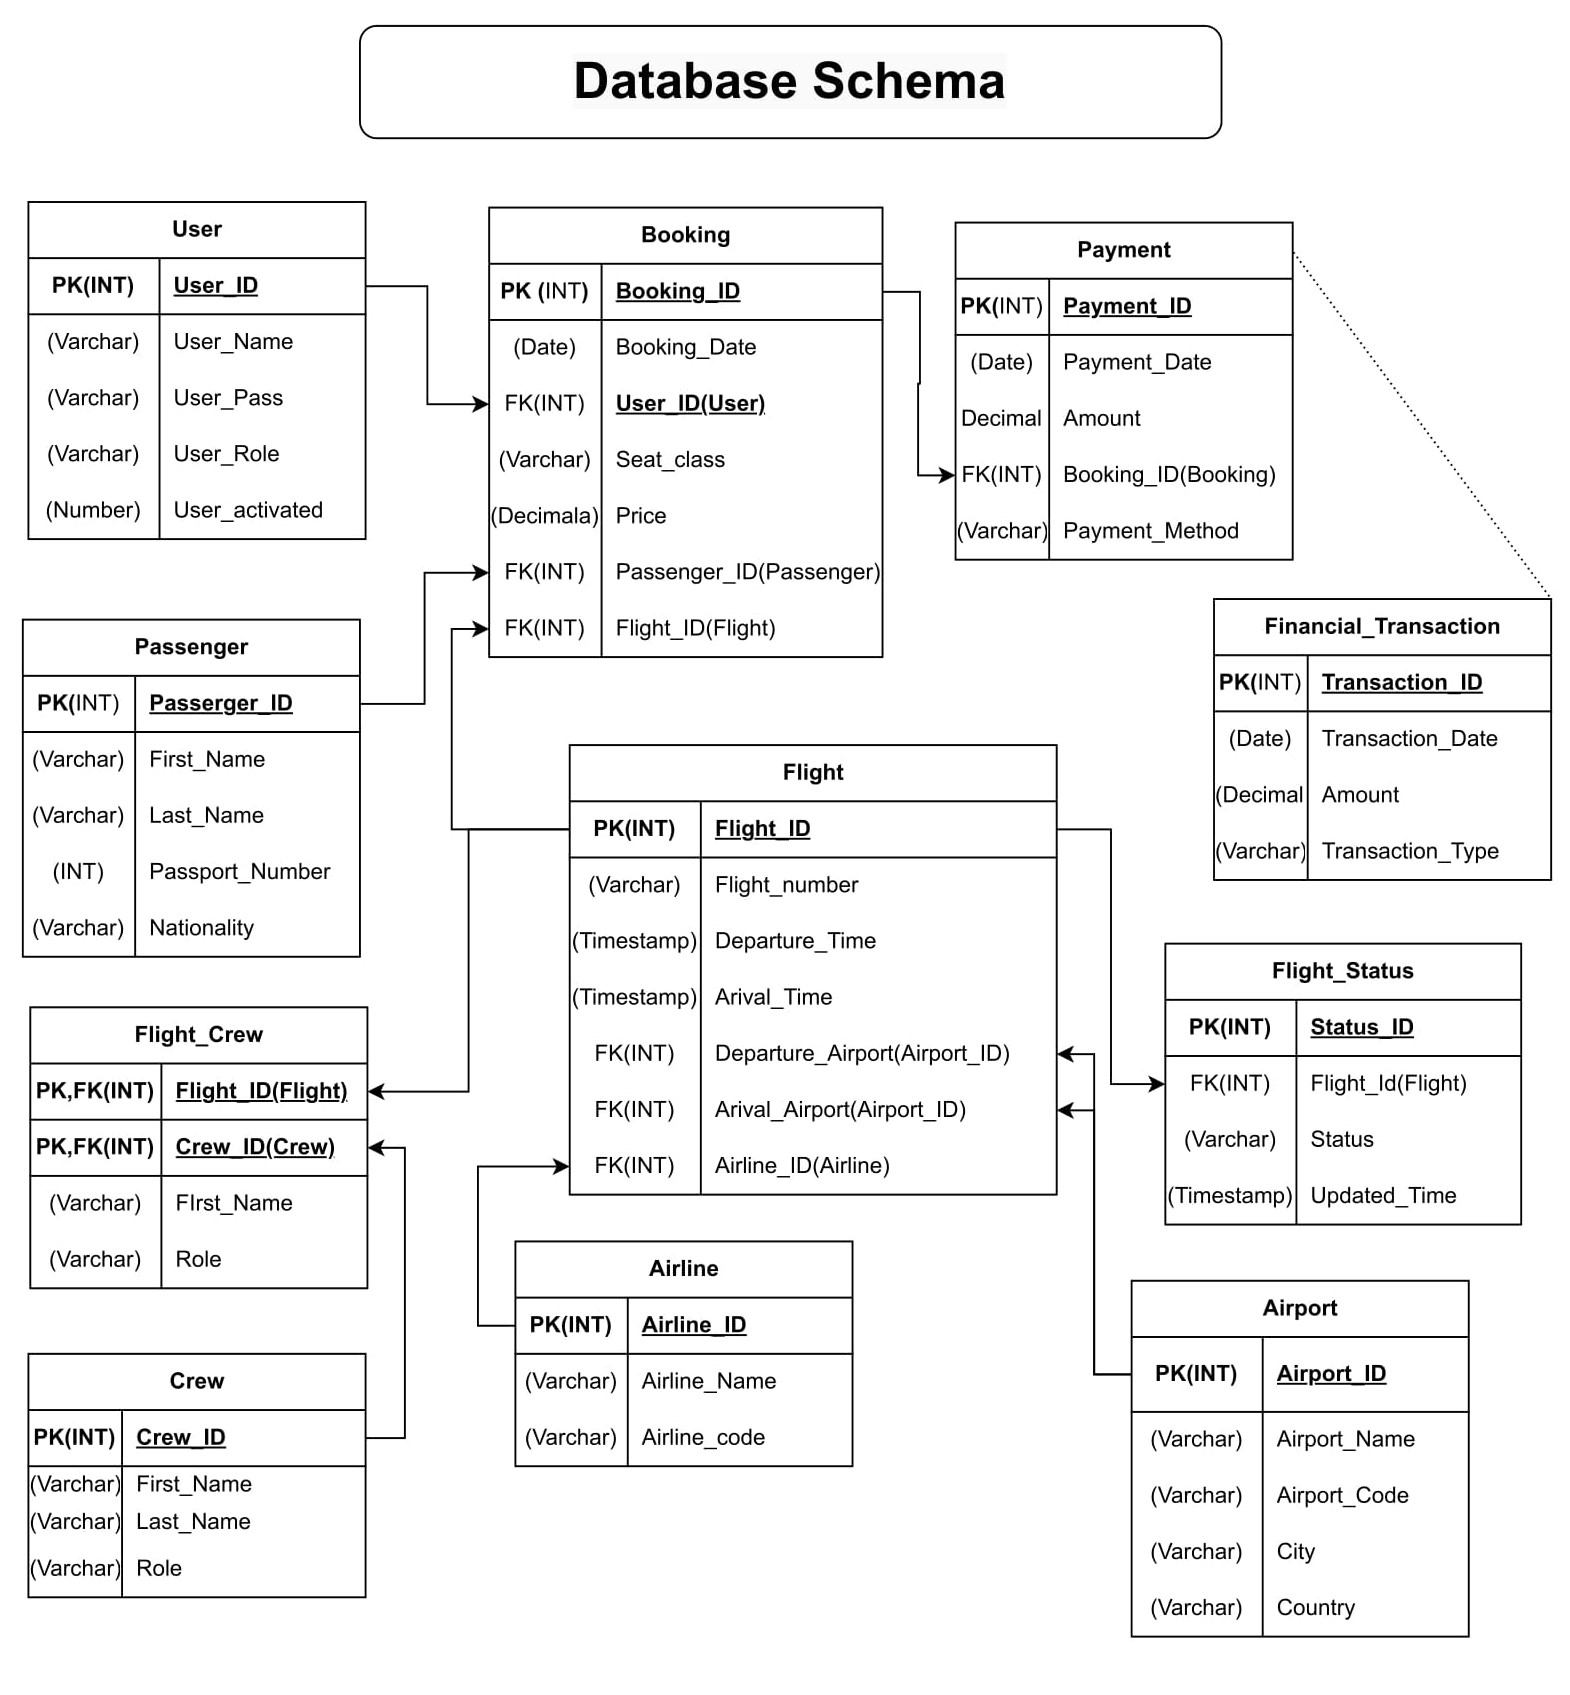 Database Schema
User
PK(INT) User_ID
(Varchar) User_Name
(Varchar) User_Pass
(Varchar) User_Role
(Number) User_activated
Booking
PK (INT) Booking_ID
(Date) Booking_Date
FK(INT) User_ID(User)
(Varchar) Seat_class
(Decimala) Price
FK(INT) Passenger_ID(Passenger)
FK(INT) Flight_ID(Flight)
Payment
PK(INT) Payment_ID
(Date) Payment_Date
Decimal Amount
FK(INT) Booking_ID(Booking)
(Varchar) Payment_Method
Passenger
PK(INT) Passerger_ID
(Varchar) First_Name
(Varchar) Last_Name
(INT) Passport_Number
(Varchar) Nationality
Financial_Transaction
PK(INT) Transaction_ID
(Date) Transaction_Date
(Decimal Amount
(Varchar) Transaction_Type
Flight
PK(INT) Flight_ID
(Varchar) Flight_number
(Timestamp) Departure_Time
(Timestamp) Arival_Time
FK(INT) Departure_Airport(Airport_ID)
FK(INT) Arival_Airport(Airport_ID)
FK(INT) Airline_ID(Airline)
Flight_Status
PK(INT) Status_ID
FK(INT) Flight_Id(Flight)
(Varchar) Status
(Timestamp) Updated_Time
Flight_Crew
PK,FK(INT) Flight_ID(Flight)
PK,FK(INT) Crew_ID(Crew)
(Varchar) FIrst_Name
(Varchar) Role
Airline
PK(INT) Airline_ID
(Varchar) Airline_Name
(Varchar) Airline_code
Airport
PK(INT) Airport_ID
(Varchar) Airport_Name
(Varchar) Airport_Code
(Varchar) City
(Varchar) Country
Crew
PK(INT) Crew_ID
(Varchar) First_Name
(Varchar) Last_Name
(Varchar) Role